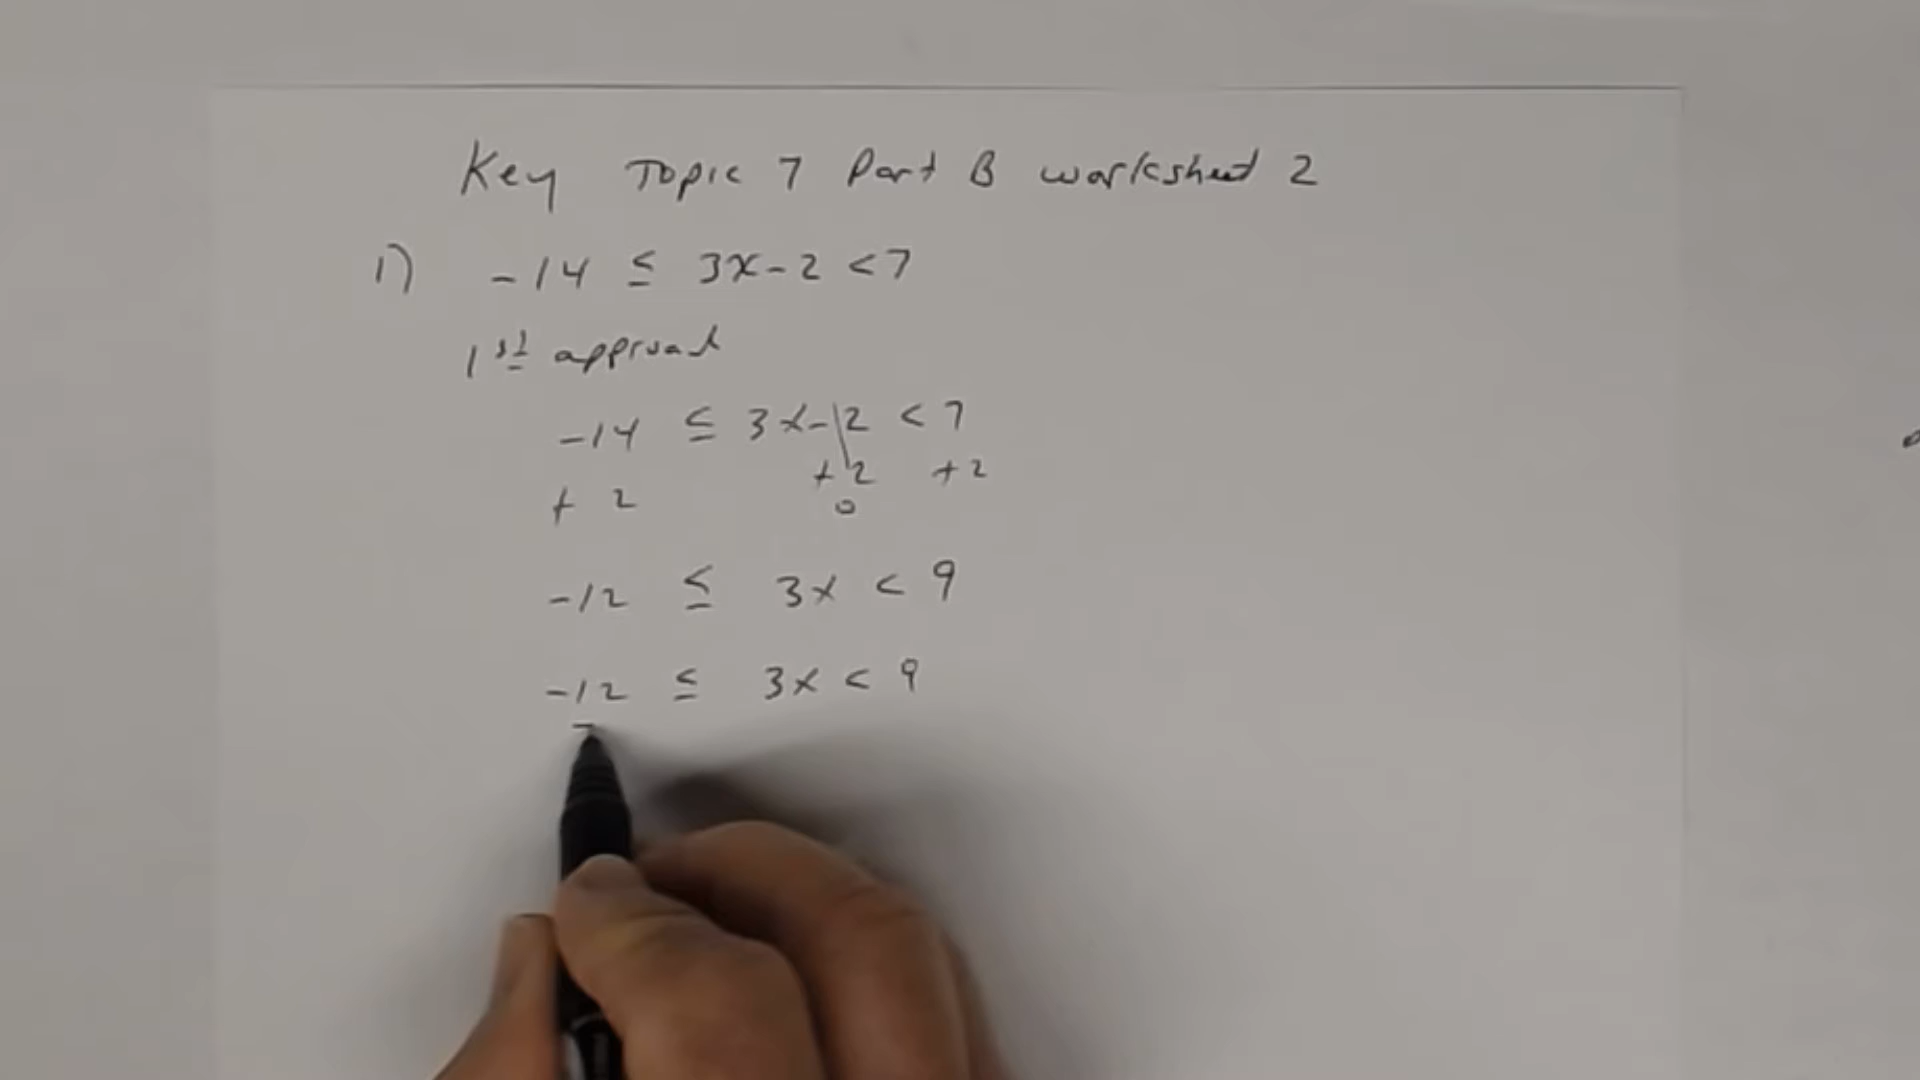 Key Topic 7 Part B Worksheet 2
1) -14 ≤ 3x-2 <7
1st approach
-14 ≤ 3x-2 < 7
+ 2 +2 +2
0
-12 ≤ 3x < 9
-12 ≤ 3x < 9